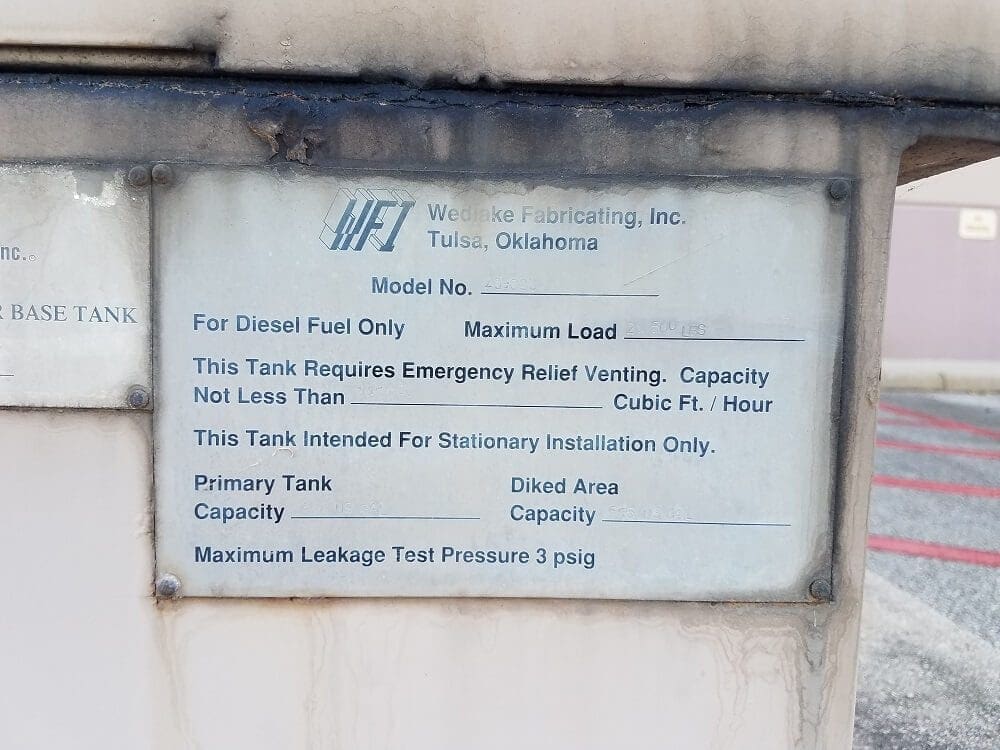 nc.
R BASE TANK
WFI
Wedlake Fabricating, Inc.
Tulsa, Oklahoma
Model No.
For Diesel Fuel Only Maximum Load LBS
This Tank Requires Emergency Relief Venting. Capacity
Not Less Than Cubic Ft. / Hour
This Tank Intended For Stationary Installation Only.
Primary Tank Diked Area
Capacity Capacity
Maximum Leakage Test Pressure 3 psig